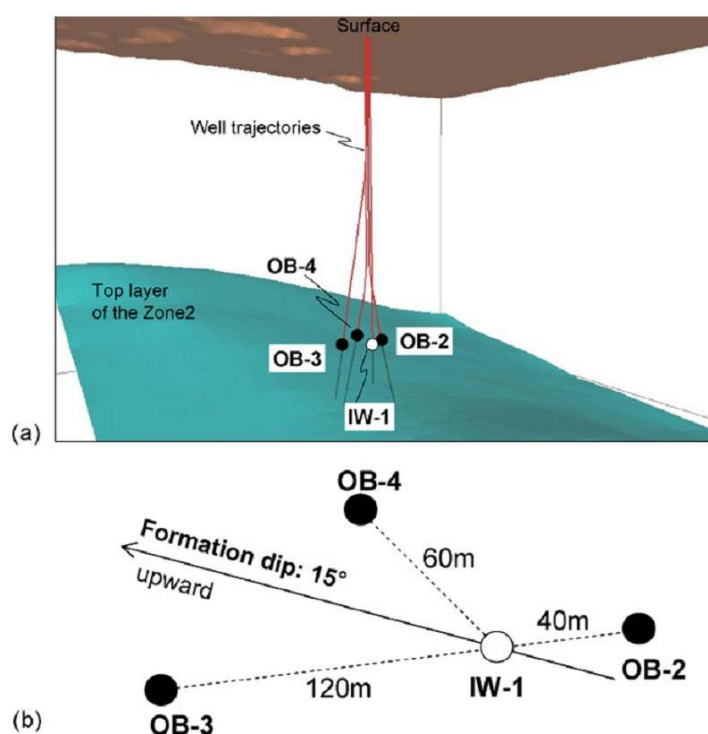 Surface
Well trajectories
OB-4
Top layer
of the Zone2
OB-3
OB-2
IW-1
(a)
OB-4
Formation dip: 15°
upward
60m
40m
OB-2
IW-1
120m
OB-3
(b)